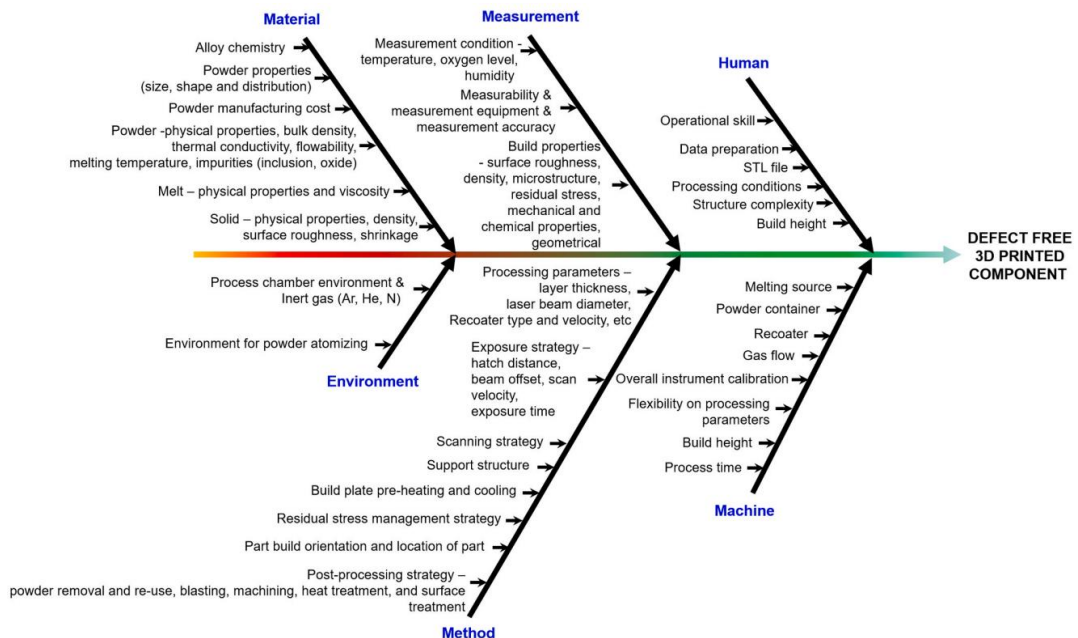 Material
Alloy chemistry
Powder properties
(size, shape and distribution)
Powder manufacturing cost
Powder -physical properties, bulk density,
thermal conductivity, flowability,
melting temperature, impurities (inclusion, oxide)
Melt – physical properties and viscosity
Solid – physical properties, density,
surface roughness, shrinkage
Measurement
Measurement condition -
temperature, oxygen level,
humidity
Measurability &
measurement equipment &
measurement accuracy
Build properties
- surface roughness,
density, microstructure,
residual stress,
mechanical and
chemical properties,
geometrical
Human
Operational skill
Data preparation
STL file
Processing conditions
Structure complexity
Build height
DEFECT FREE
3D PRINTED
COMPONENT
Process chamber environment &
Inert gas (Ar, He, N)
Environment for powder atomizing
Environment
Processing parameters –
layer thickness,
laser beam diameter,
Recoater type and velocity, etc
Exposure strategy –
hatch distance,
beam offset, scan
velocity,
exposure time
Scanning strategy
Support structure
Build plate pre-heating and cooling
Residual stress management strategy
Part build orientation and location of part
Post-processing strategy –
powder removal and re-use, blasting, machining, heat treatment, and surface
treatment
Method
Melting source
Powder container
Recoater
Gas flow
Overall instrument calibration
Flexibility on processing
parameters
Build height
Process time
Machine